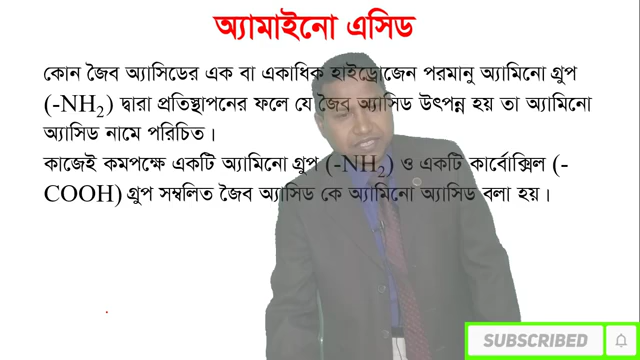 অ্যামাইনো এসিড
কোন জৈব অ্যাসিডের এক বা একাধিক হাইড্রোজেন পরমানু অ্যামিনো গ্রুপ
(-NH₂) দ্বারা প্রতিস্থাপনের ফলে যে জৈব অ্যাসিড উৎপন্ন হয় তা অ্যামিনো
অ্যাসিড নামে পরিচিত।
কাজেই কমপক্ষে একটি অ্যামিনো গ্রুপ (-NH₂) ও একটি কার্বোক্সিল (-
COOH) গ্রুপ সম্বলিত জৈব অ্যাসিড কে অ্যামিনো অ্যাসিড বলা হয়।
SUBSCRIBED